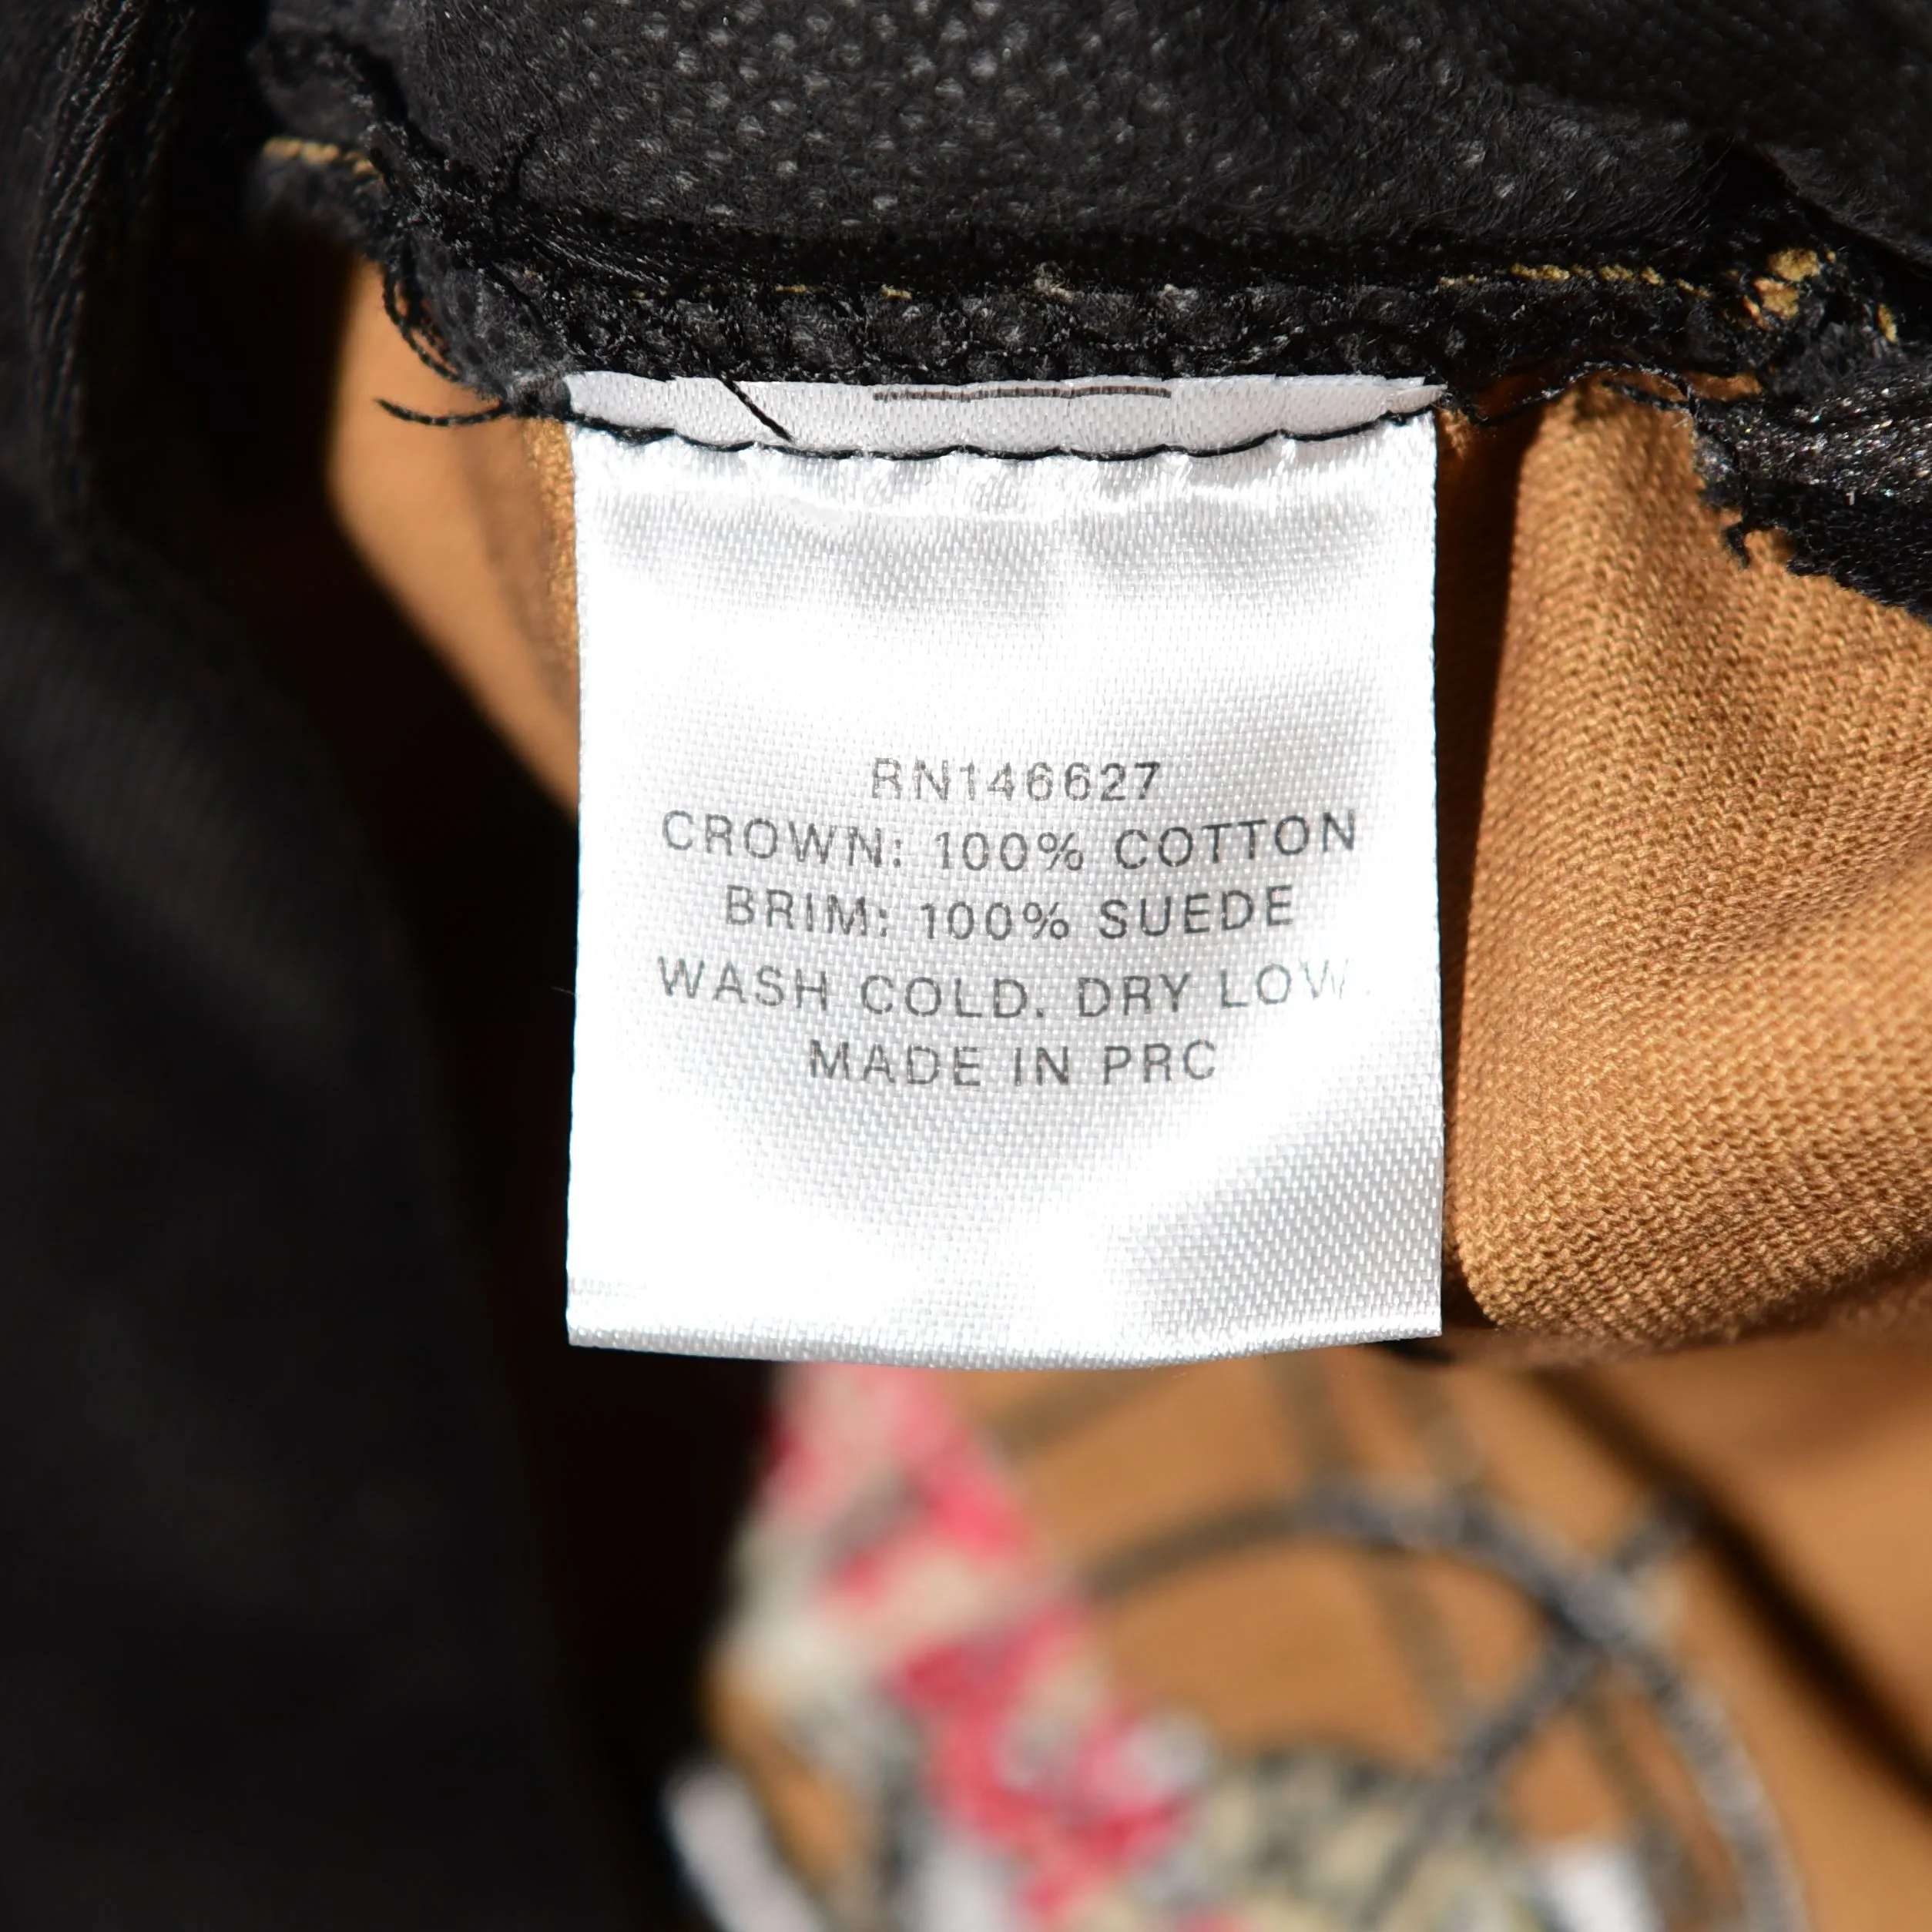 RN146627
CROWN: 100% COTTON
BRIM: 100% SUEDE
WASH COLD. DRY LOW.
MADE IN PRC